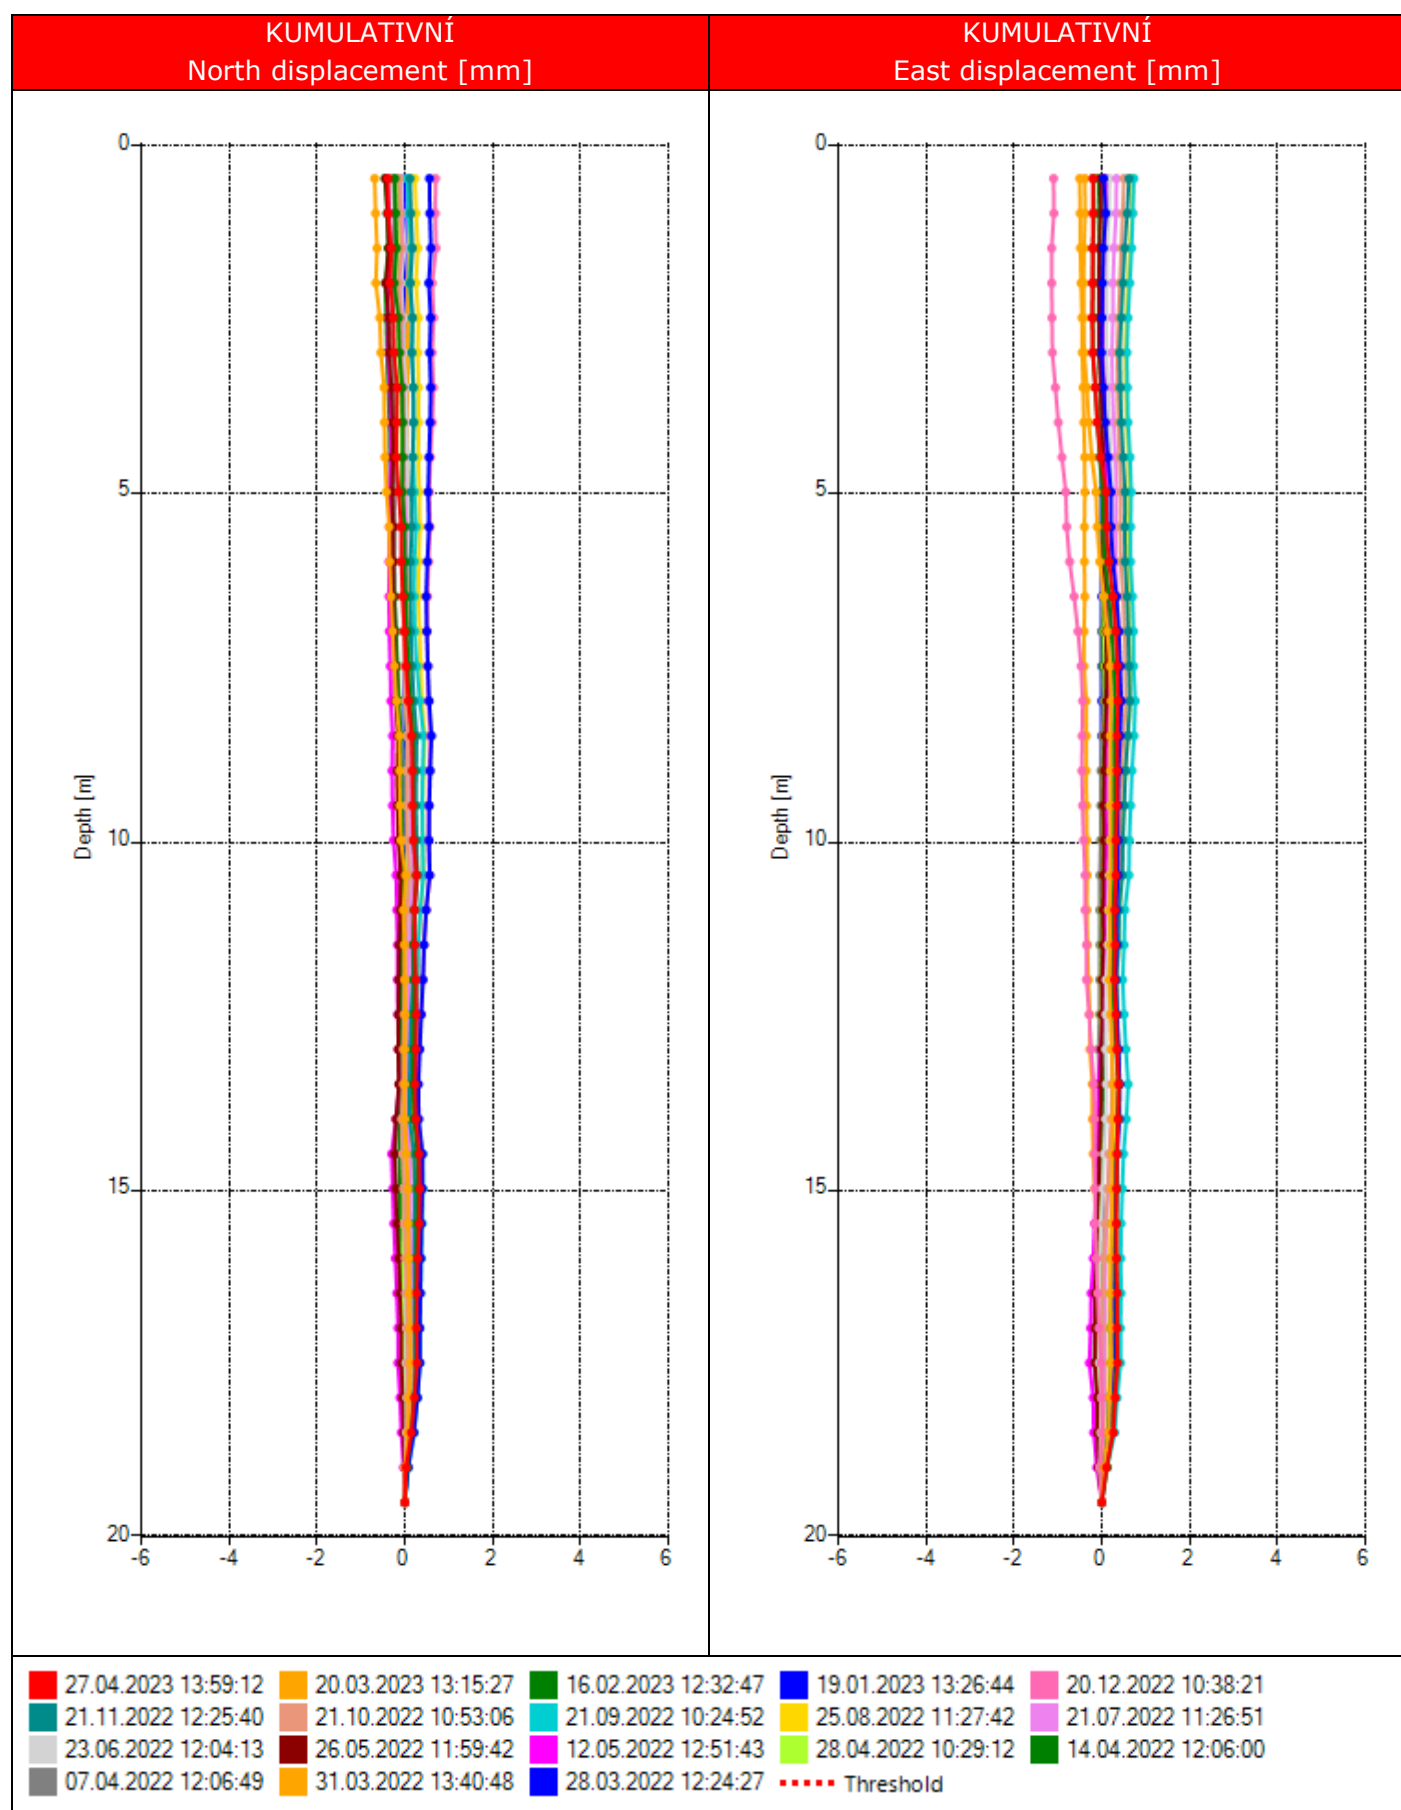 KUMULATIVNÍ
North displacement [mm]
KUMULATIVNÍ
East displacement [mm]
0
5
10
15
20
Depth [m]
-6 -4 -2 0 2 4 6
0
5
10
15
20
Depth [m]
-6 -4 -2 0 2 4 6
27.04.2023 13:59:12 20.03.2023 13:15:27 16.02.2023 12:32:47 19.01.2023 13:26:44 20.12.2022 10:38:21
21.11.2022 12:25:40 21.10.2022 10:53:06 21.09.2022 10:24:52 25.08.2022 11:27:42 21.07.2022 11:26:51
23.06.2022 12:04:13 26.05.2022 11:59:42 12.05.2022 12:51:43 28.04.2022 10:29:12 14.04.2022 12:06:00
07.04.2022 12:06:49 31.03.2022 13:40:48 28.03.2022 12:24:27 Threshold